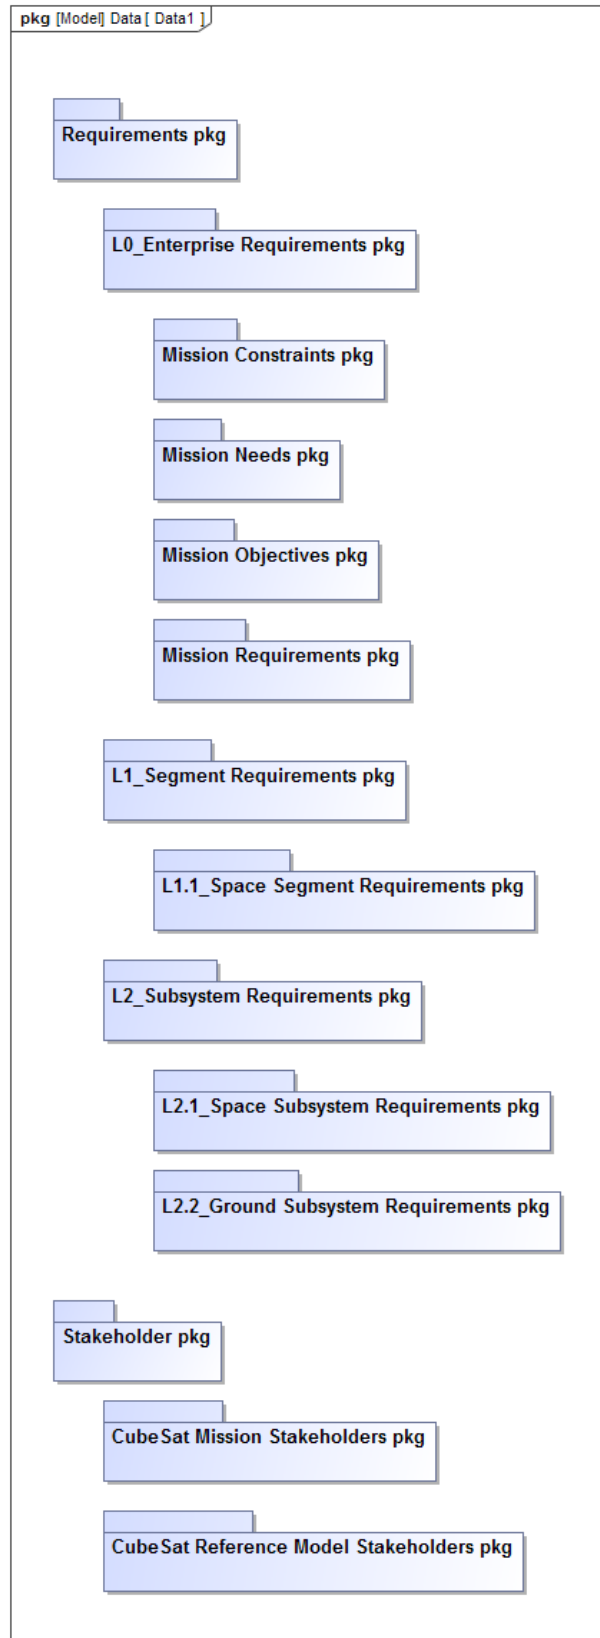 pkg [Model] Data [ Data1 ]
Requirements pkg
L0_Enterprise Requirements pkg
Mission Constraints pkg
Mission Needs pkg
Mission Objectives pkg
Mission Requirements pkg
L1_Segment Requirements pkg
L1.1_Space Segment Requirements pkg
L2_Subsystem Requirements pkg
L2.1_Space Subsystem Requirements pkg
L2.2_Ground Subsystem Requirements pkg
Stakeholder pkg
CubeSat Mission Stakeholders pkg
CubeSat Reference Model Stakeholders pkg